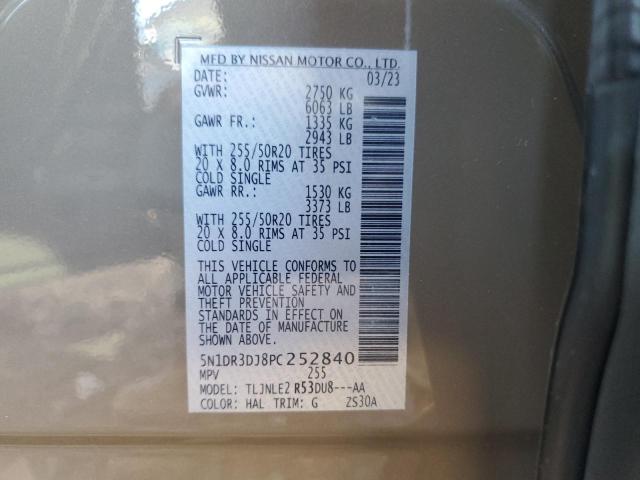 MFD BY NISSAN MOTOR CO., LTD.
DATE: 03/23
GVWR: 2750 KG
6063 LB
GAWR FR.: 1335 KG
2943 LB
WITH 255/50R20 TIRES
20 X 8.0 RIMS AT 35 PSI
COLD SINGLE
GAWR RR.: 1530 KG
3373 LB
WITH 255/50R20 TIRES
20 X 8.0 RIMS AT 35 PSI
COLD SINGLE
THIS VEHICLE CONFORMS TO
ALL APPLICABLE FEDERAL
MOTOR VEHICLE SAFETY AND
THEFT PREVENTION
STANDARDS IN EFFECT ON
THE DATE OF MANUFACTURE
SHOWN ABOVE.
5N1DR3DJ8PC252840
MPV 255
MODEL: TLJNLE2 R53DU8---AA
COLOR: HAL TRIM: G ZS30A